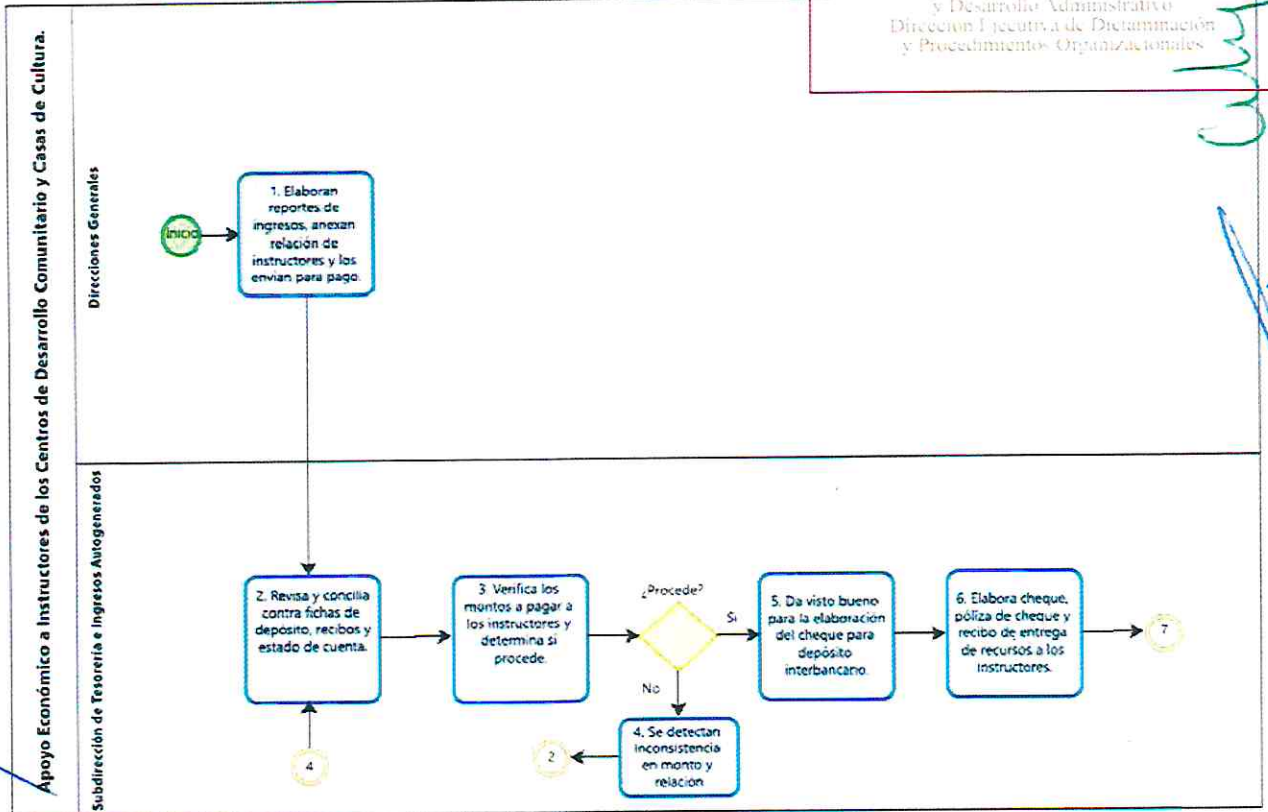 y Desarrollo Administrativo
Dirección Ejecutiva de Dictaminación
y Procedimientos Organizacionales
Apoyo Económico a Instructores de los Centros de Desarrollo Comunitario y Casas de Cultura.
Direcciones Generales
Inicio
1. Elaboran
reportes de
ingresos, anexan
relación de
instructores y los
envían para pago.
Subdirección de Tesorería e Ingresos Autogenerados
2. Revisa y concilia
contra fichas de
depósito, recibos y
estado de cuenta.
3. Verifica los
montos a pagar a
los instructores y
determina si
procede.
¿Procede?
Si
No
5. Da visto bueno
para la elaboración
del cheque para
depósito
interbancario.
6. Elabora cheque,
póliza de cheque y
recibo de entrega
de recursos a los
instructores.
7
4
2
4. Se detectan
inconsistencia
en monto y
relación